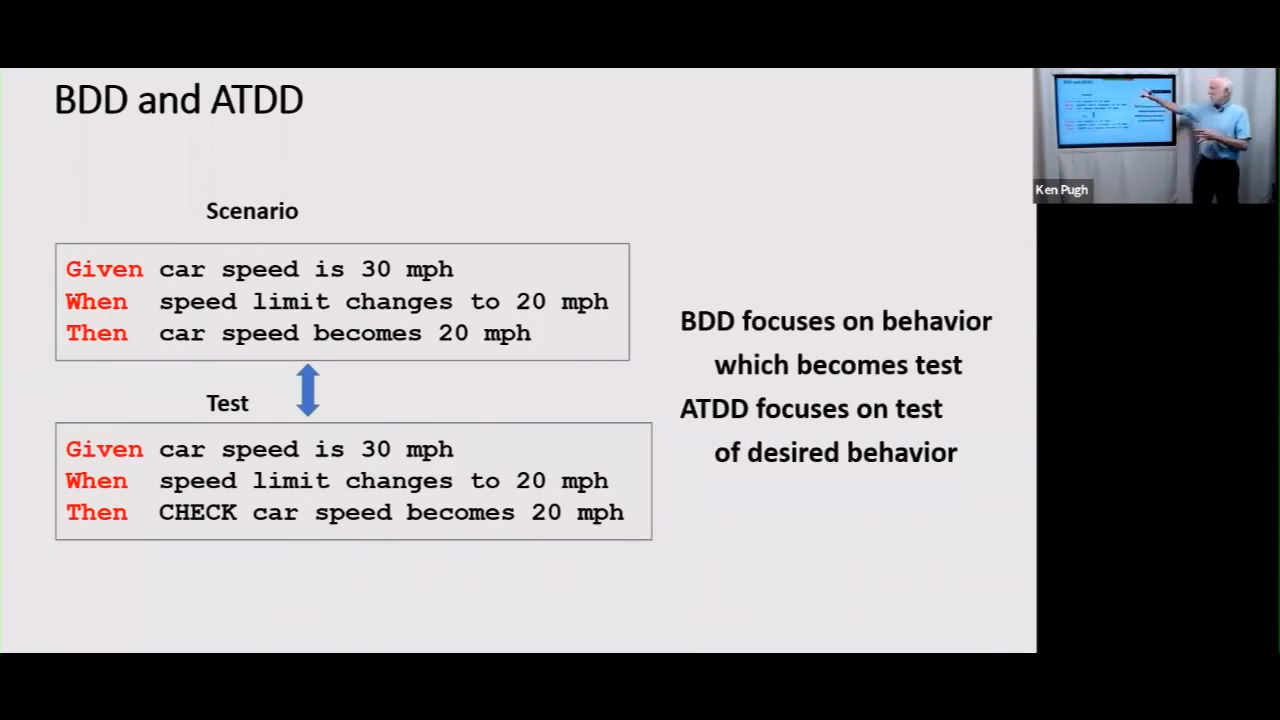 BDD and ATDD
Scenario
Given car speed is 30 mph
When speed limit changes to 20 mph
Then car speed becomes 20 mph
Test
Given car speed is 30 mph
When speed limit changes to 20 mph
Then CHECK car speed becomes 20 mph
BDD focuses on behavior
which becomes test
ATDD focuses on test
of desired behavior
Ken Pugh